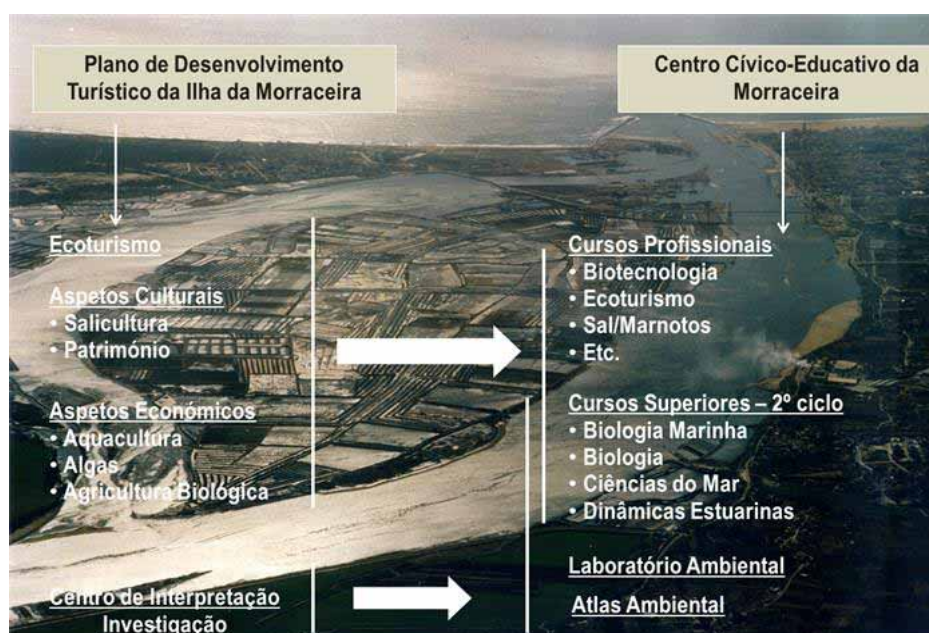 Plano de Desenvolvimento
Turístico da Ilha da Morraceira
Ecoturismo
Aspetos Culturais
• Salicultura
• Património
Aspetos Económicos
• Aquacultura
• Algas
• Agricultura Biológica
Centro de Interpretação
Investigação
Centro Cívico-Educativo da
Morraceira
Cursos Profissionais
• Biotecnologia
• Ecoturismo
• Sal/Marnotos
• Etc.
Cursos Superiores – 2º ciclo
• Biologia Marinha
• Biologia
• Ciências do Mar
• Dinâmicas Estuarinas
Laboratório Ambiental
Atlas Ambiental